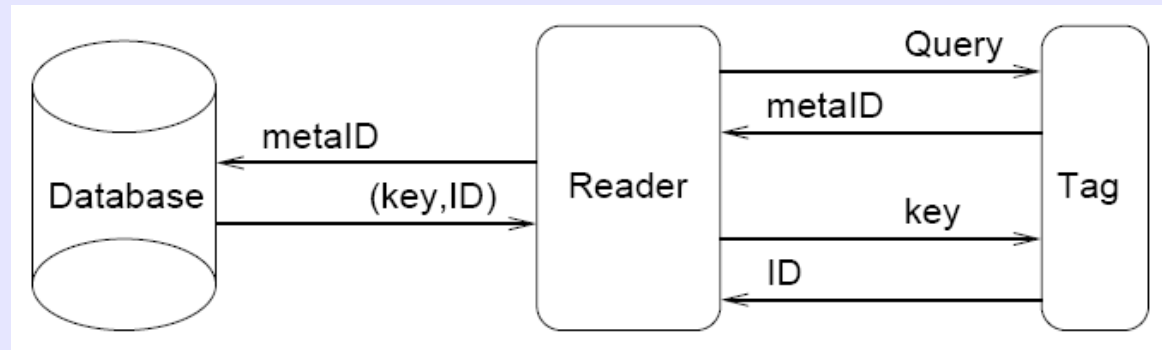 Query
metaID
metaID
Database
Reader
Tag
(key,ID)
key
ID